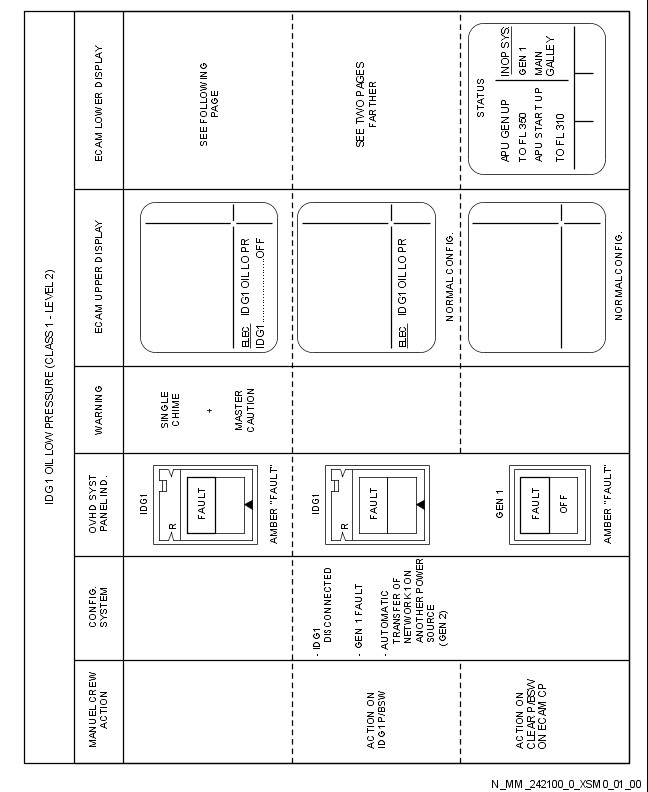 IDG1 OIL LOW PRESSURE (CLASS 1 - LEVEL 2)
MANUEL CREW
ACTION
CONFIG.
SYSTEM
OVHD SYST
PANEL IND.
WARNING
ECAM UPPER DISPLAY
ECAM LOWER DISPLAY
IDG1
R
FAULT
AMBER "FAULT"
SINGLE
CHIME
+
MASTER
CAUTION
ELEC IDG1 OIL LO PR
IDG1.....................OFF
SEE FOLLOWING
PAGE
ACTION ON
IDG1 P/BSW
- IDG1
DISCONNECTED
- GEN 1 FAULT
- AUTOMATIC
TRANSFER OF
NETWORK 1 ON
ANOTHER POWER
SOURCE
(GEN 2)
IDG1
R
FAULT
ELEC IDG1 OIL LO PR
NORMAL CONFIG.
SEE TWO PAGES
FARTHER
ACTION ON
CLEAR P/BSW
ON ECAM CP
GEN 1
FAULT
OFF
AMBER "FAULT"
NORMAL CONFIG.
STATUS
APU GEN UP
TO FL 350
APU START UP
TO FL 310
INOP SYS:
GEN 1
MAIN
GALLEY
N_MM_242100_0_XSM0_01_00